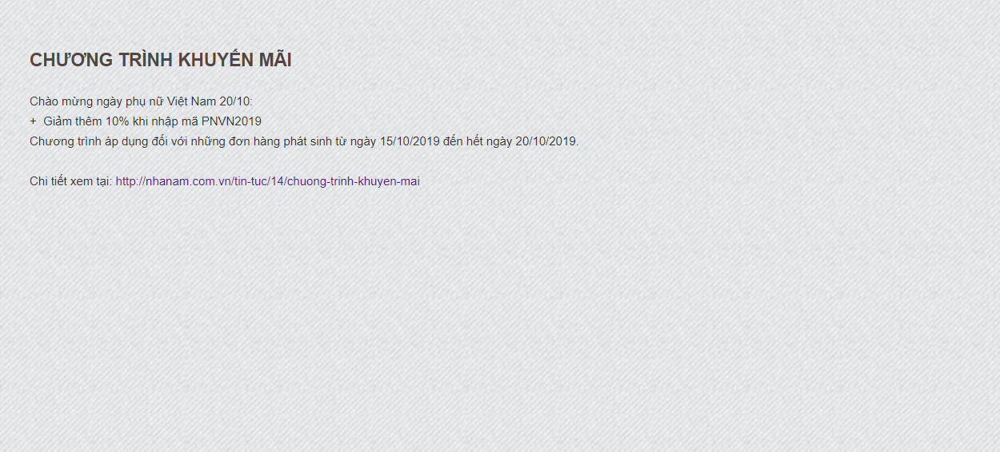 CHƯƠNG TRÌNH KHUYẾN MÃI
Chào mừng ngày phụ nữ Việt Nam 20/10:
+  Giảm thêm 10% khi nhập mã PNVN2019
Chương trình áp dụng đối với những đơn hàng phát sinh từ ngày 15/10/2019 đến hết ngày 20/10/2019.
Chi tiết xem tại: http://nhanam.com.vn/tin-tuc/14/chuong-trinh-khuyen-mai